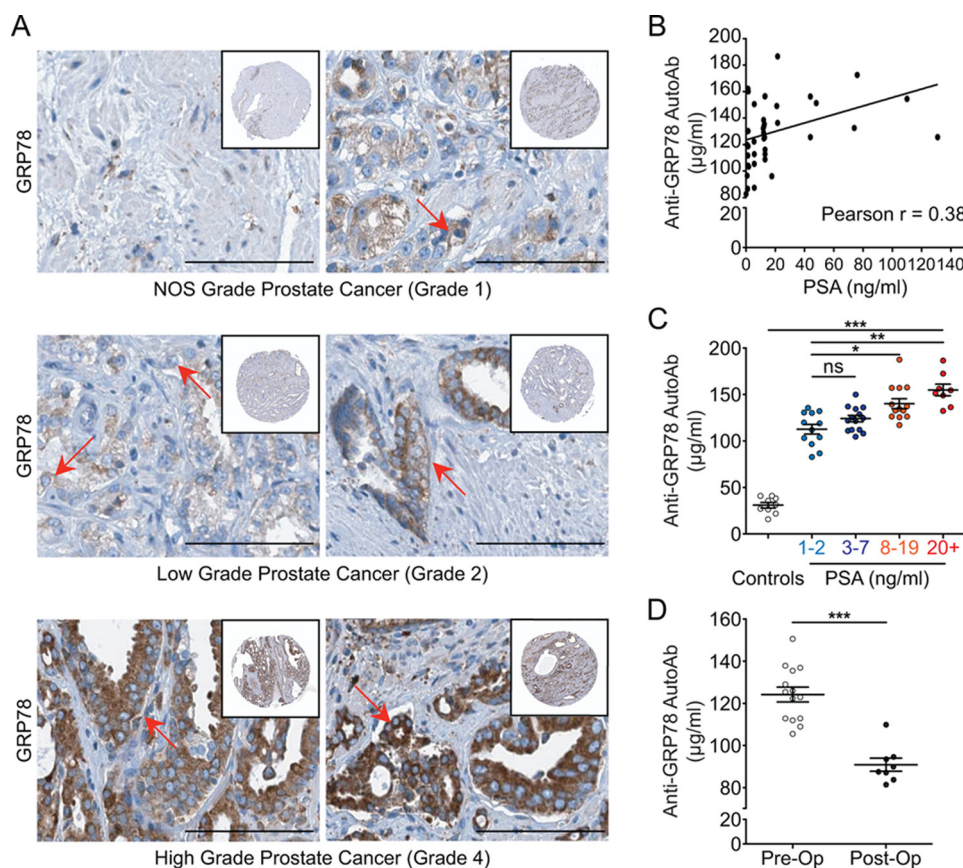 A
GRP78
NOS Grade Prostate Cancer (Grade 1)
GRP78
Low Grade Prostate Cancer (Grade 2)
GRP78
High Grade Prostate Cancer (Grade 4)
B
Anti-GRP78 AutoAb
(µg/ml)
200
180
160
140
120
100
80
20
0
Pearson r = 0.38
0 20 40 60 80 100 120 140
PSA (ng/ml)
C
Anti-GRP78 AutoAb
(µg/ml)
200
150
100
50
0
***
**
*
ns
1-2 3-7 8-19 20+
Controls PSA (ng/ml)
D
Anti-GRP78 AutoAb
(µg/ml)
160
140
120
100
80
20
0
***
Pre-Op Post-Op